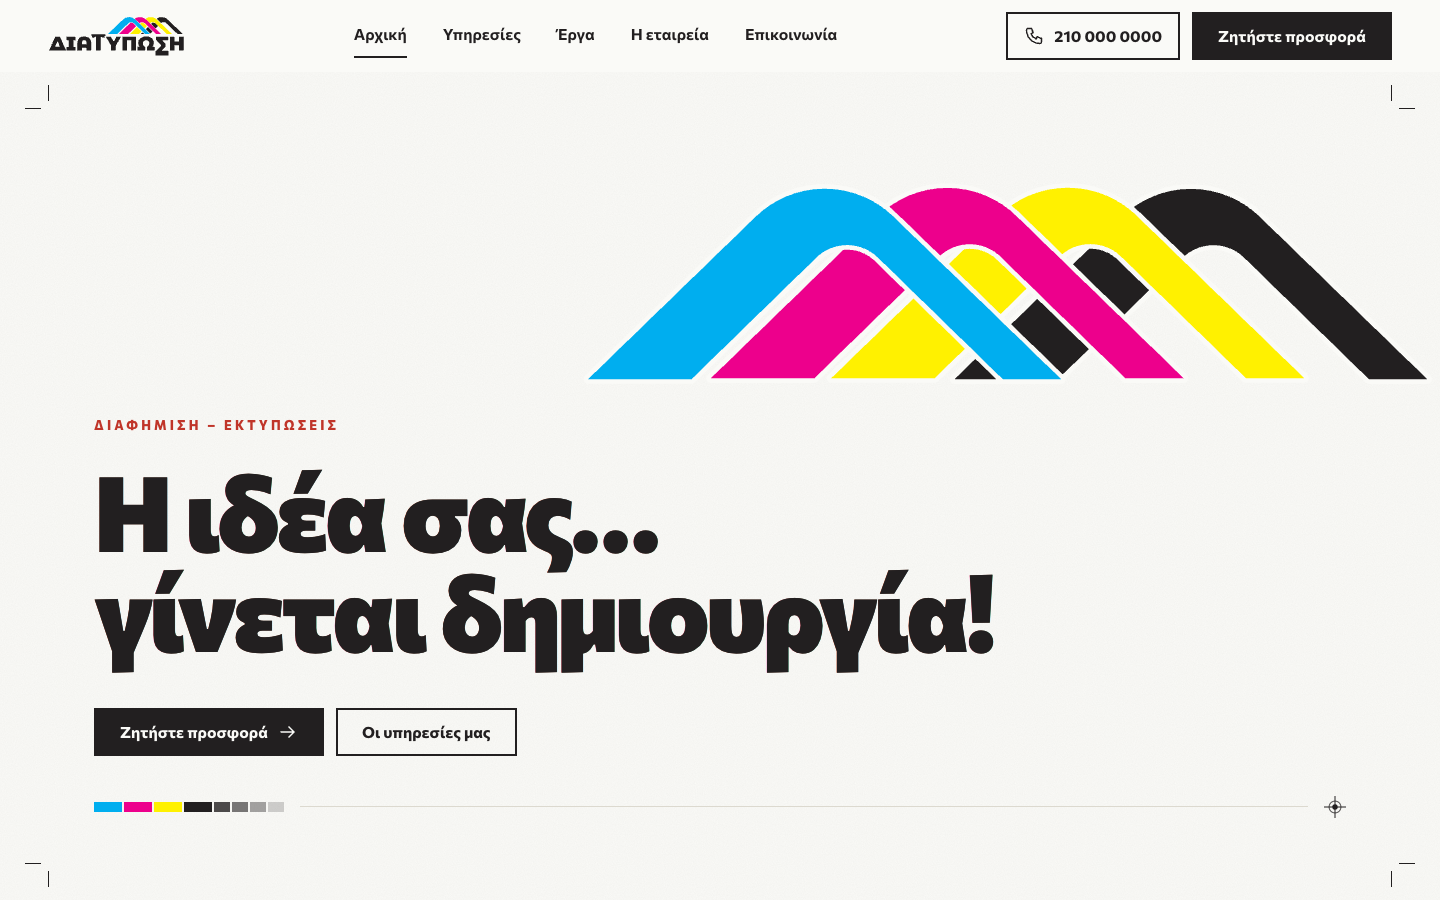 ΔΙΑΤΥΠΩΣΗ
Αρχική
Υπηρεσίες
Έργα
Η εταιρεία
Επικοινωνία
210 000 0000
Ζητήστε προσφορά
ΔΙΑΦΗΜΙΣΗ – ΕΚΤΥΠΩΣΕΙΣ
Η ιδέα σας...
γίνεται δημιουργία!
Ζητήστε προσφορά
Οι υπηρεσίες μας